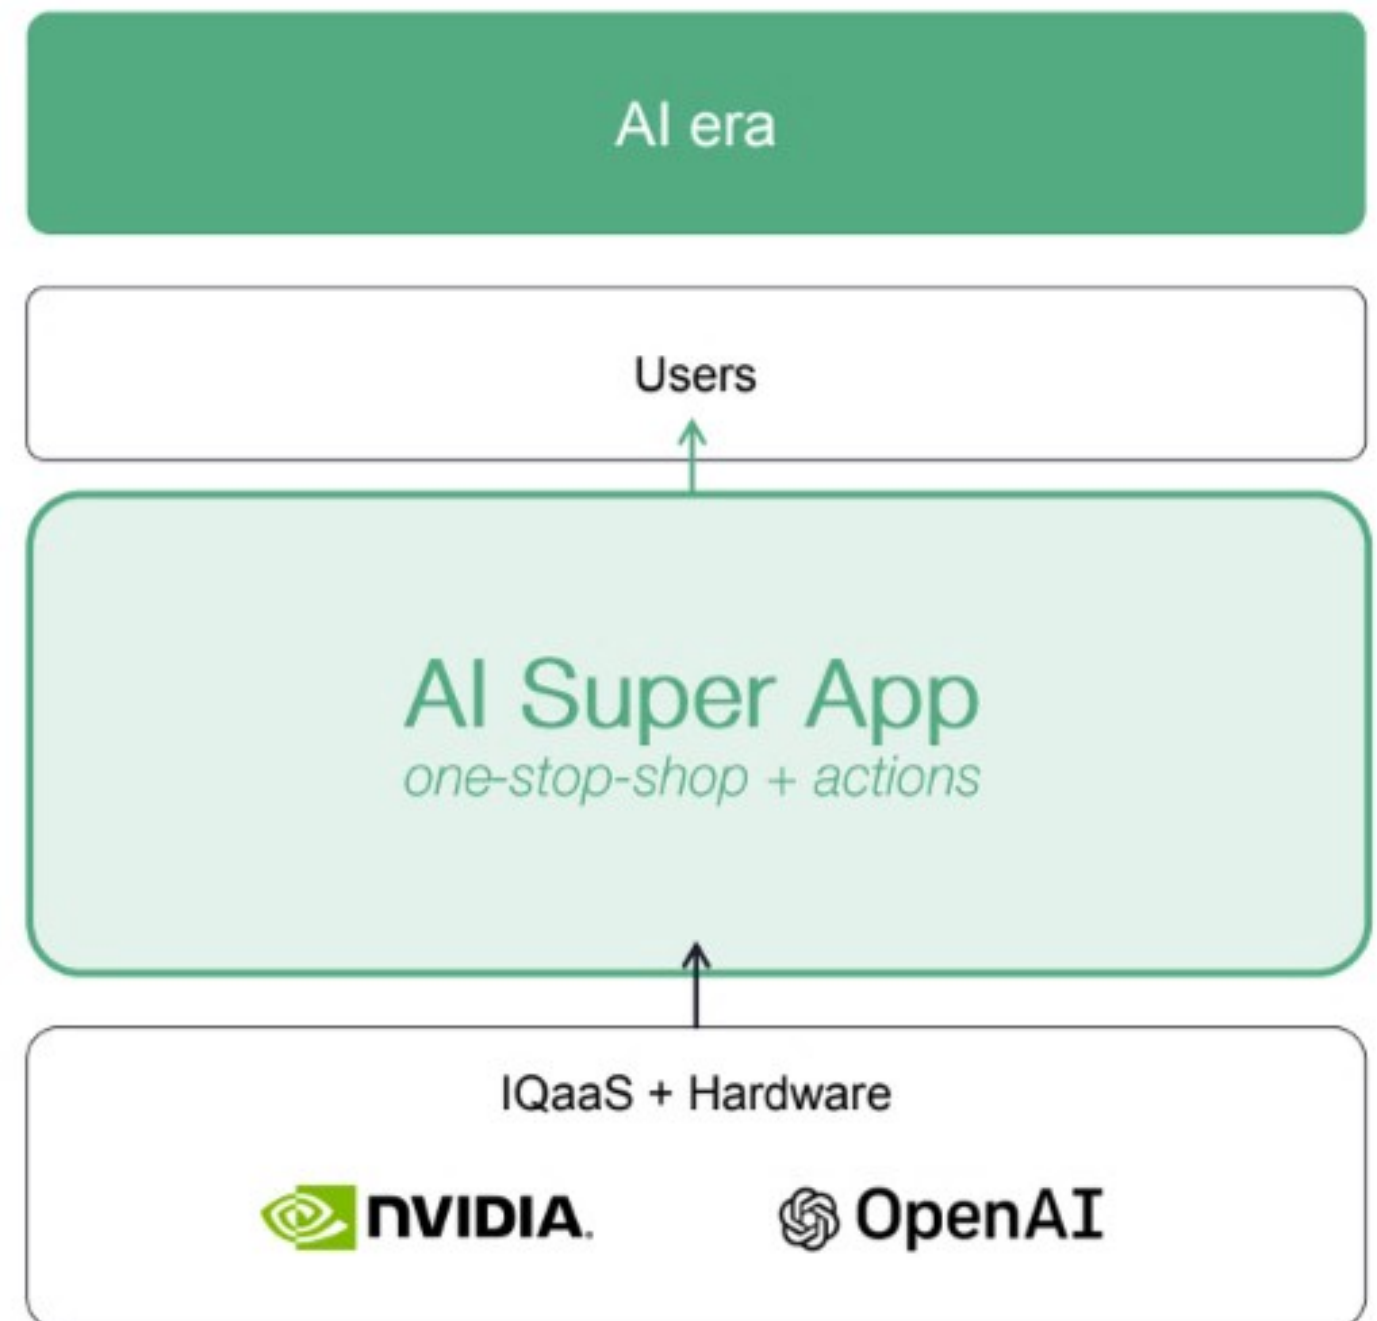 AI era
Users
AI Super App
one-stop-shop + actions
IQaaS + Hardware
NVIDIA. OpenAI